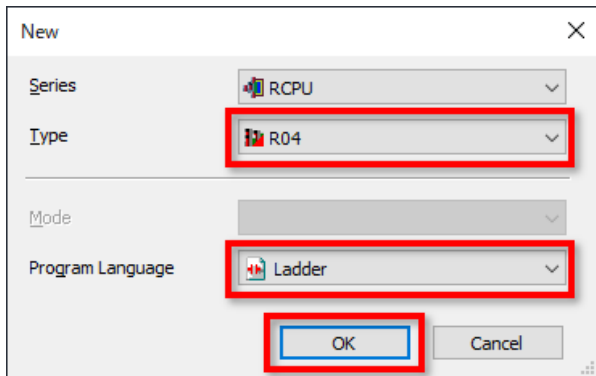 New
Series RCPU
Type R04
Mode
Program Language Ladder
OK Cancel